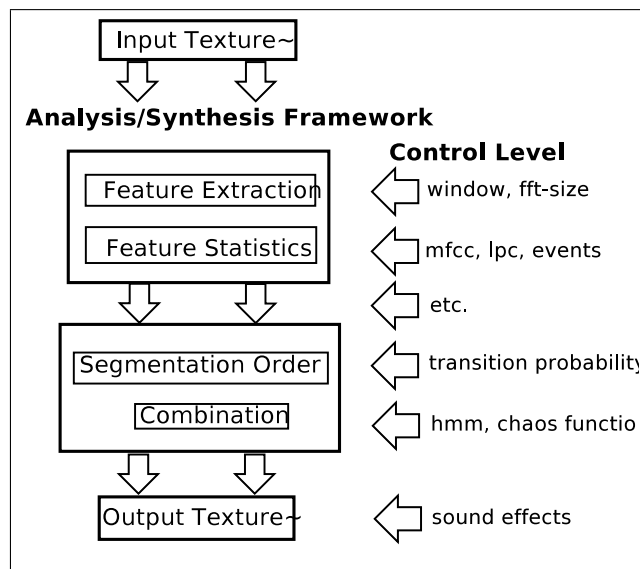 Input Texture~
Analysis/Synthesis Framework
Control Level
Feature Extraction
window, fft-size
Feature Statistics
mfcc, lpc, events
etc.
Segmentation Order
transition probability
Combination
hmm, chaos functio
Output Texture~
sound effects